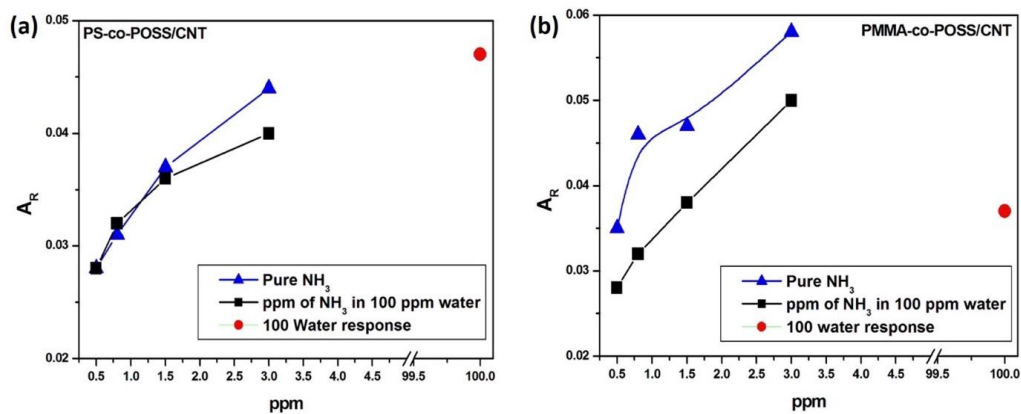 (a)
PS-co-POSS/CNT
0.05
0.04
0.03
0.02
A_R
Pure NH₃
ppm of NH₃ in 100 ppm water
100 Water response
0.5 1.0 1.5 2.0 2.5 3.0 3.5 4.0 4.5 99.5 100.0
ppm
(b)
PMMA-co-POSS/CNT
0.06
0.05
0.04
0.03
0.02
A_R
Pure NH₃
ppm of NH₃ in 100 ppm water
100 water response
0.5 1.0 1.5 2.0 2.5 3.0 3.5 4.0 4.5 99.5 100.0
ppm